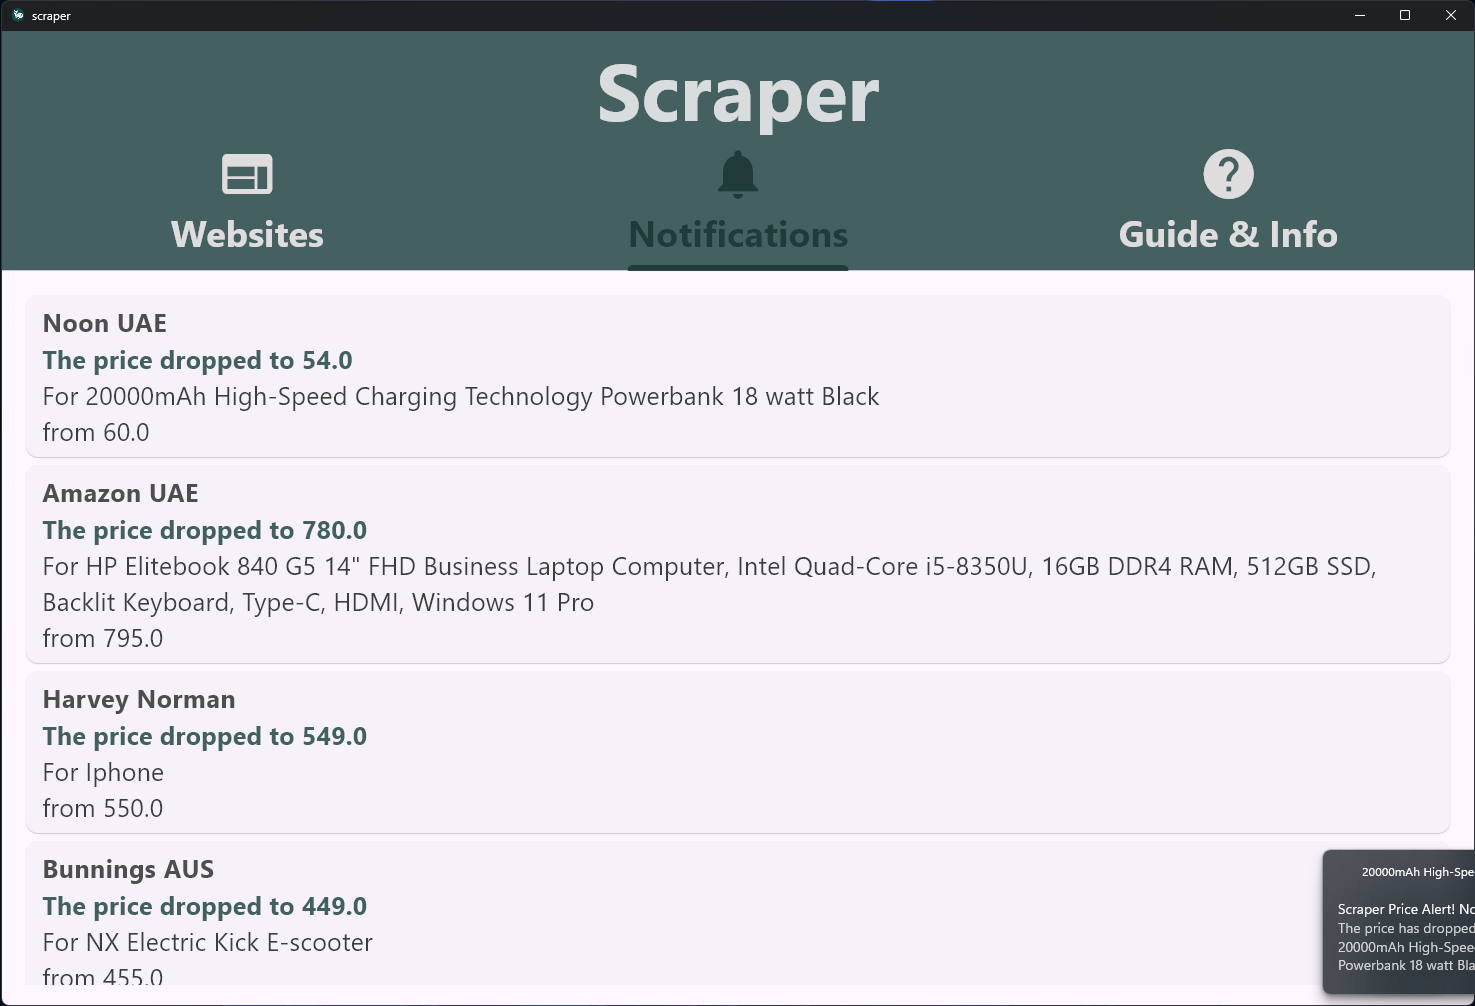 scraper
Scraper
Websites
Notifications
Guide & Info
Noon UAE
The price dropped to 54.0
For 20000mAh High-Speed Charging Technology Powerbank 18 watt Black
from 60.0
Amazon UAE
The price dropped to 780.0
For HP Elitebook 840 G5 14" FHD Business Laptop Computer, Intel Quad-Core i5-8350U, 16GB DDR4 RAM, 512GB SSD,
Backlit Keyboard, Type-C, HDMI, Windows 11 Pro
from 795.0
Harvey Norman
The price dropped to 549.0
For Iphone
from 550.0
Bunnings AUS
The price dropped to 449.0
For NX Electric Kick E-scooter
from 455.0
20000mAh High-Spe
Scraper Price Alert! No
The price has dropped
20000mAh High-Spee
Powerbank 18 watt Bla